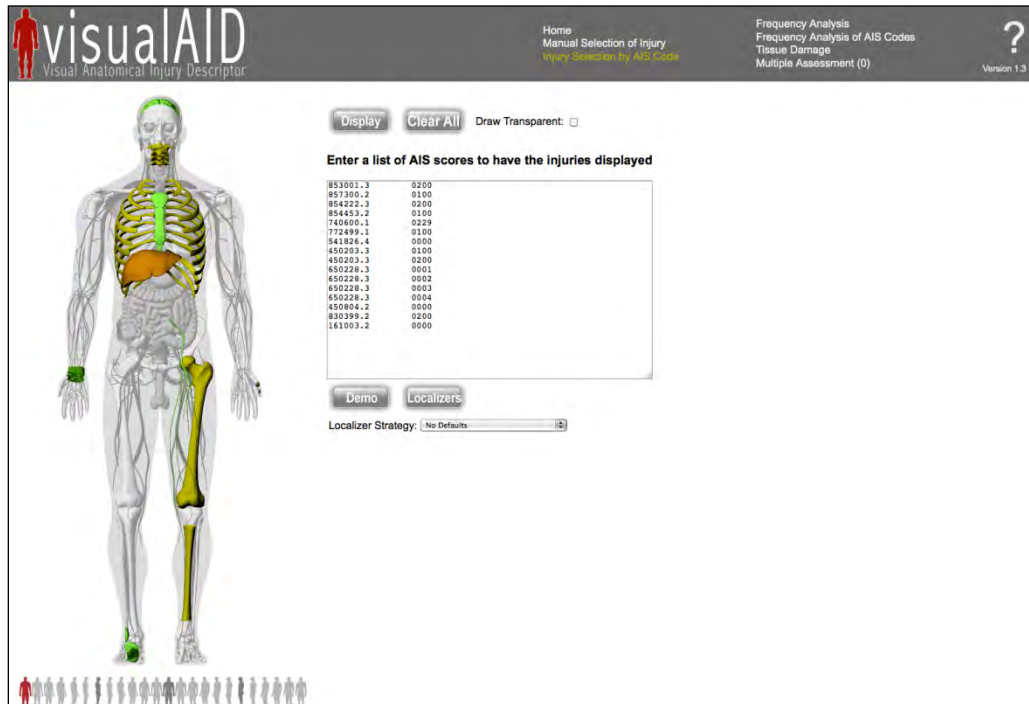 visualAID
Visual Anatomical Injury Descriptor
Home
Manual Selection of Injury
Injury Selection by AIS Code
Frequency Analysis
Frequency Analysis of AIS Codes
Tissue Damage
Multiple Assessment (0)
?
Version 1.3
Display
Clear All
Draw Transparent:
Enter a list of AIS scores to have the injuries displayed
853001.3 0200
857300.2 0100
854222.3 0200
854453.2 0100
740600.1 0229
772499.1 0100
541826.4 0000
450203.3 0100
450203.3 0200
650228.3 0001
650228.3 0002
650228.3 0003
650228.3 0004
450804.2 0000
830399.2 0200
161003.2 0000
Demo
Localizers
Localizer Strategy: No Defaults